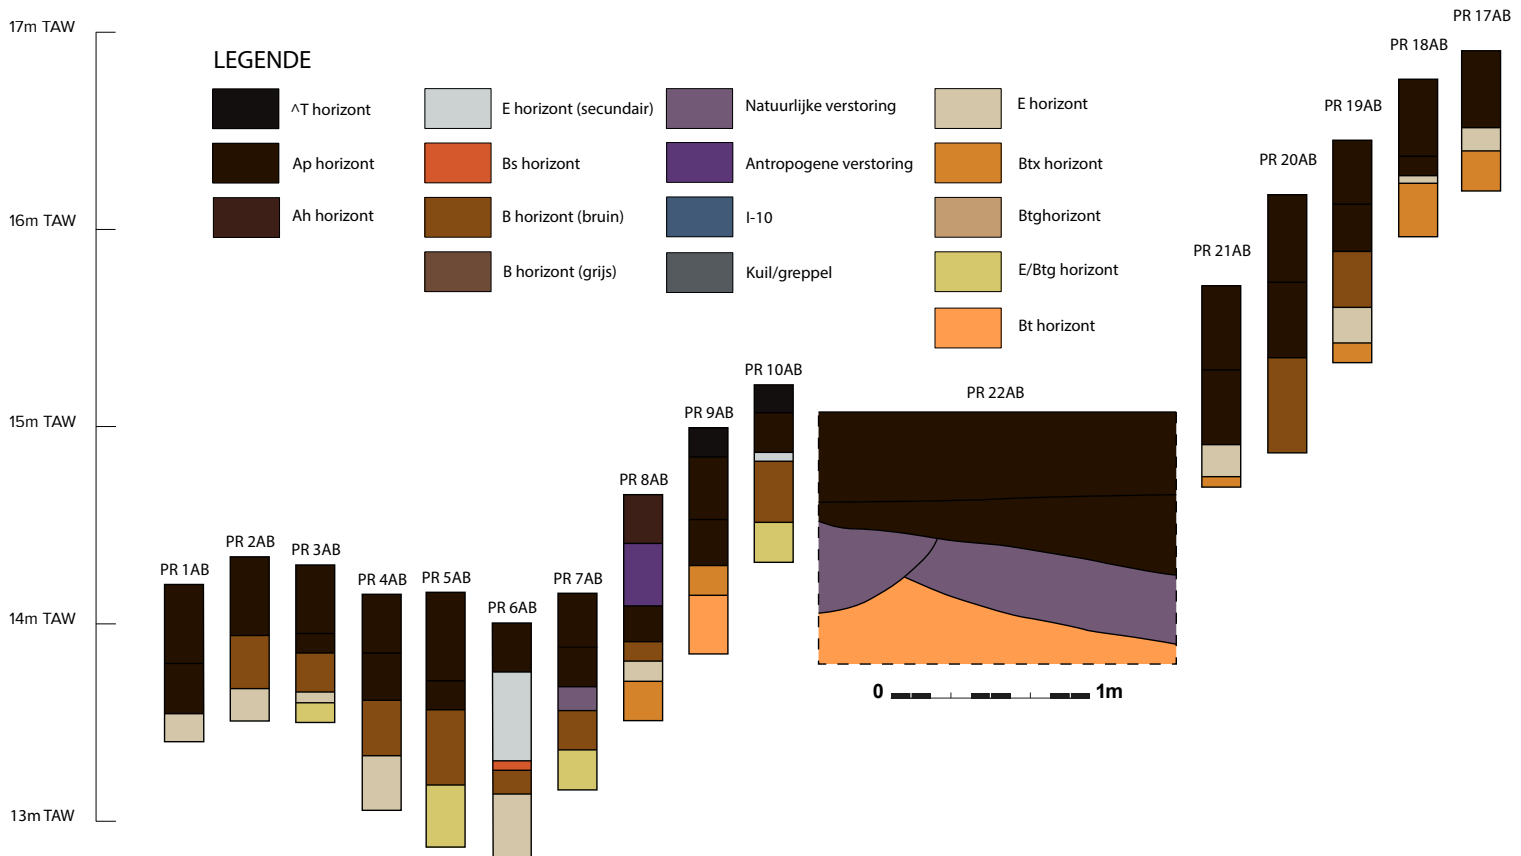 17m TAW
16m TAW
15m TAW
14m TAW
13m TAW
LEGENDE
^T horizont
Ap horizont
Ah horizont
E horizont (secundair)
Bs horizont
B horizont (bruin)
B horizont (grijs)
Natuurlijke verstoring
Antropogene verstoring
I-10
Kuil/greppel
E horizont
Btx horizont
Btghorizont
E/Btg horizont
Bt horizont
PR 1AB
PR 2AB
PR 3AB
PR 4AB
PR 5AB
PR 6AB
PR 7AB
PR 8AB
PR 9AB
PR 10AB
PR 22AB
PR 21AB
PR 20AB
PR 19AB
PR 18AB
PR 17AB
0 1m